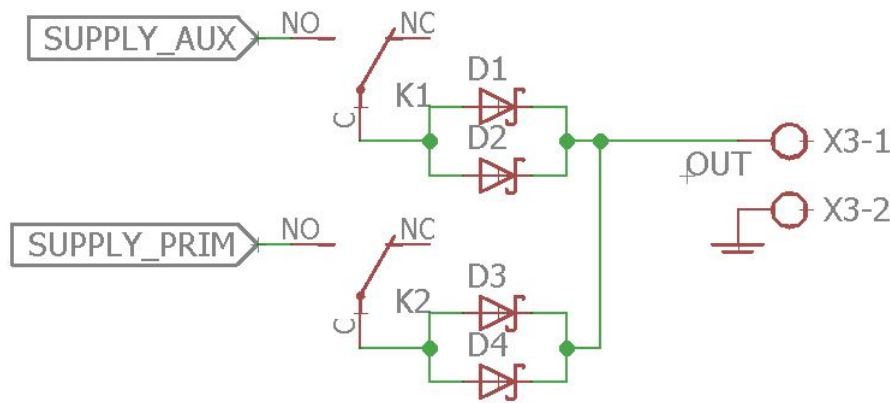 SUPPLY_AUX
NO
NC
D1
K1
C
D2
OUT
X3-1
X3-2
SUPPLY_PRIM
NO
NC
D3
K2
C
D4